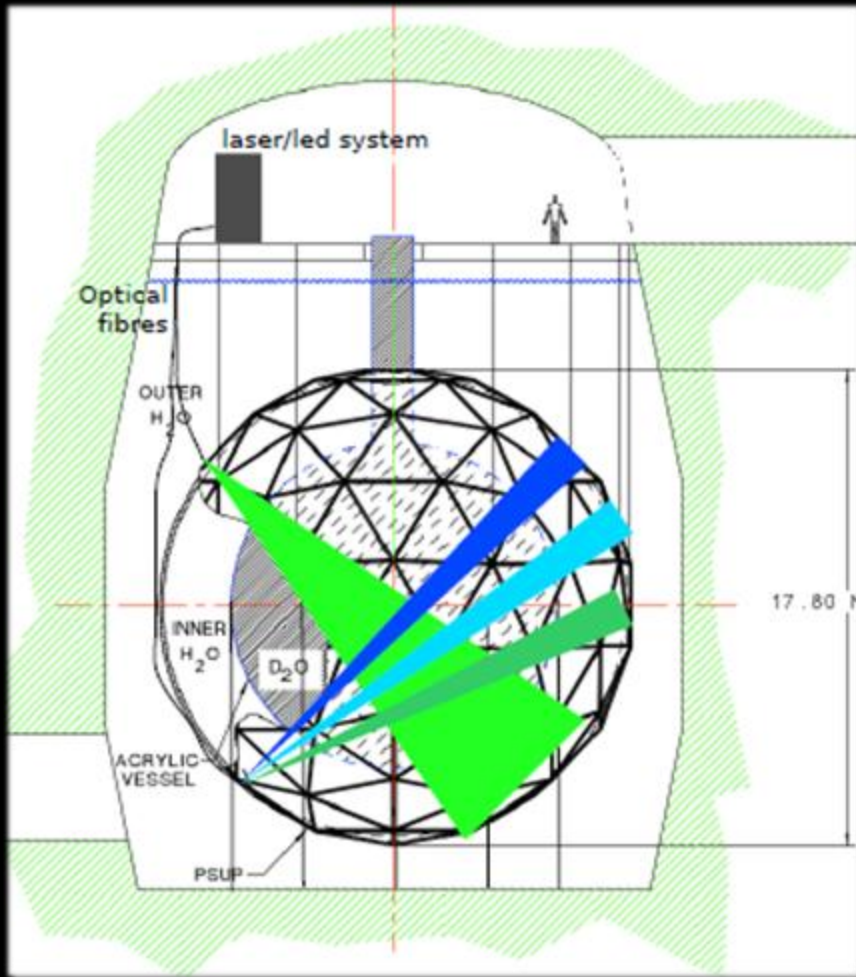 laser/led system
Optical
fibres
OUTER
H2O
17.80 M
INNER
H2O
D2O
ACRYLIC
VESSEL
PSUP